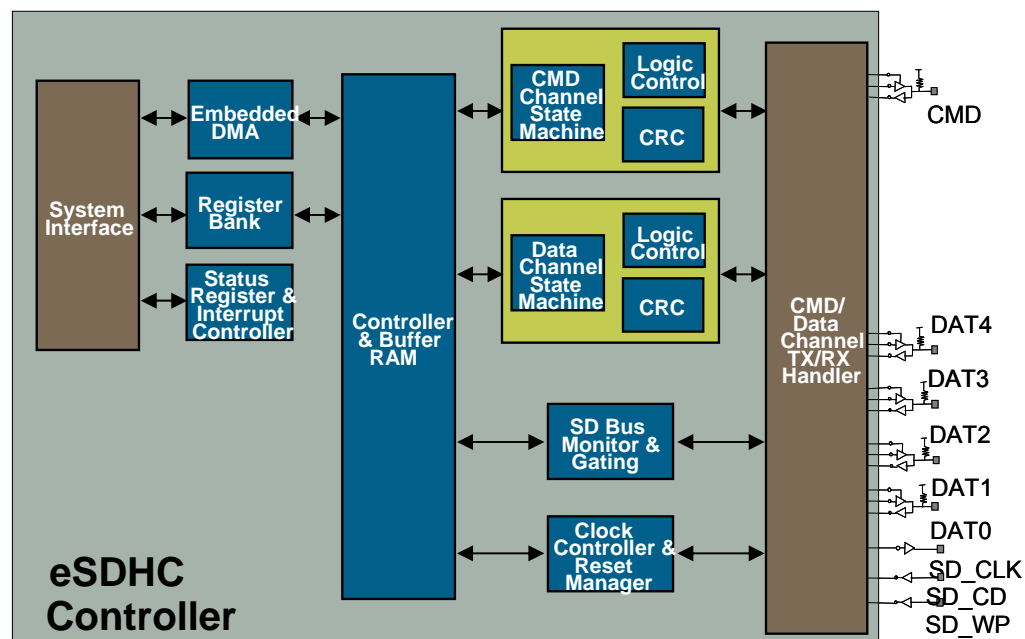 System
Interface
Embedded
DMA
Register
Bank
Status
Register &
Interrupt
Controller
Controller
& Buffer
RAM
CMD
Channel
State
Machine
Logic
Control
CRC
Data
Channel
State
Machine
Logic
Control
CRC
SD Bus
Monitor &
Gating
Clock
Controller &
Reset
Manager
CMD/
Data
Channel
TX/RX
Handler
CMD
DAT4
DAT3
DAT2
DAT1
DAT0
SD_CLK
SD_CD
SD_WP
eSDHC
Controller